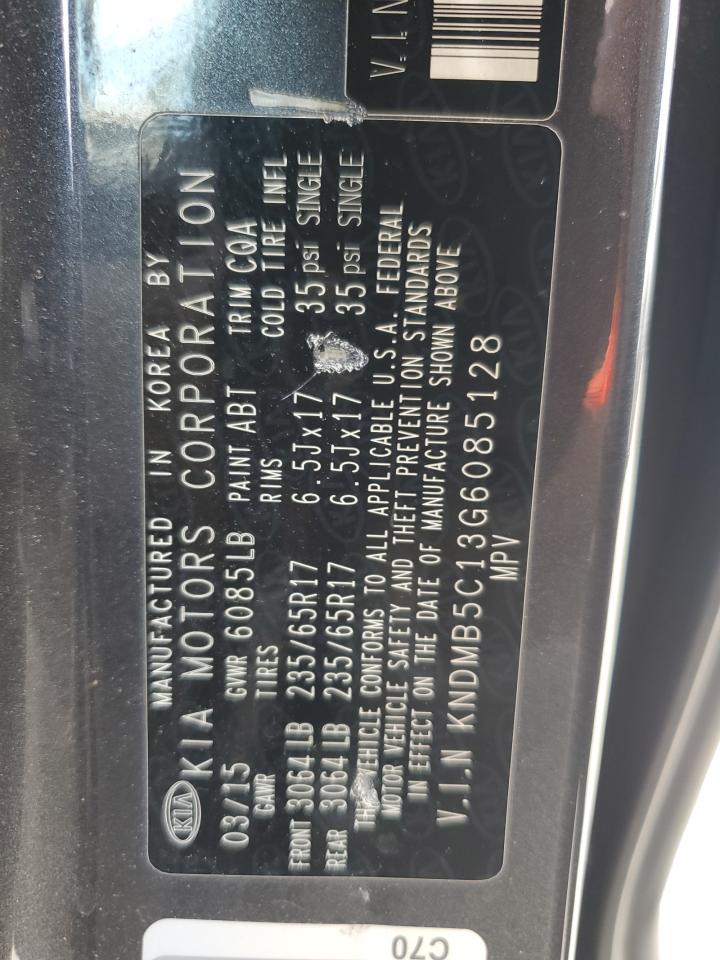 MANUFACTURED IN KOREA BY
KIA KIA MOTORS CORPORATION
03/15 GVWR 6085LB PAINT ABT TRIM CQA
GAWR TIRES RIMS COLD TIRE INFL
FRONT 3064LB 235/65R17 6.5Jx17 35psi SINGLE
REAR 3064LB 235/65R17 6.5Jx17 35psi SINGLE
VEHICLE CONFORMS TO ALL APPLICABLE U.S.A. FEDERAL
MOTOR VEHICLE SAFETY AND THEFT PREVENTION STANDARDS
IN EFFECT ON THE DATE OF MANUFACTURE SHOWN ABOVE
V.I.N KNDMB5C13G6085128
MPV
V.I.N
C70